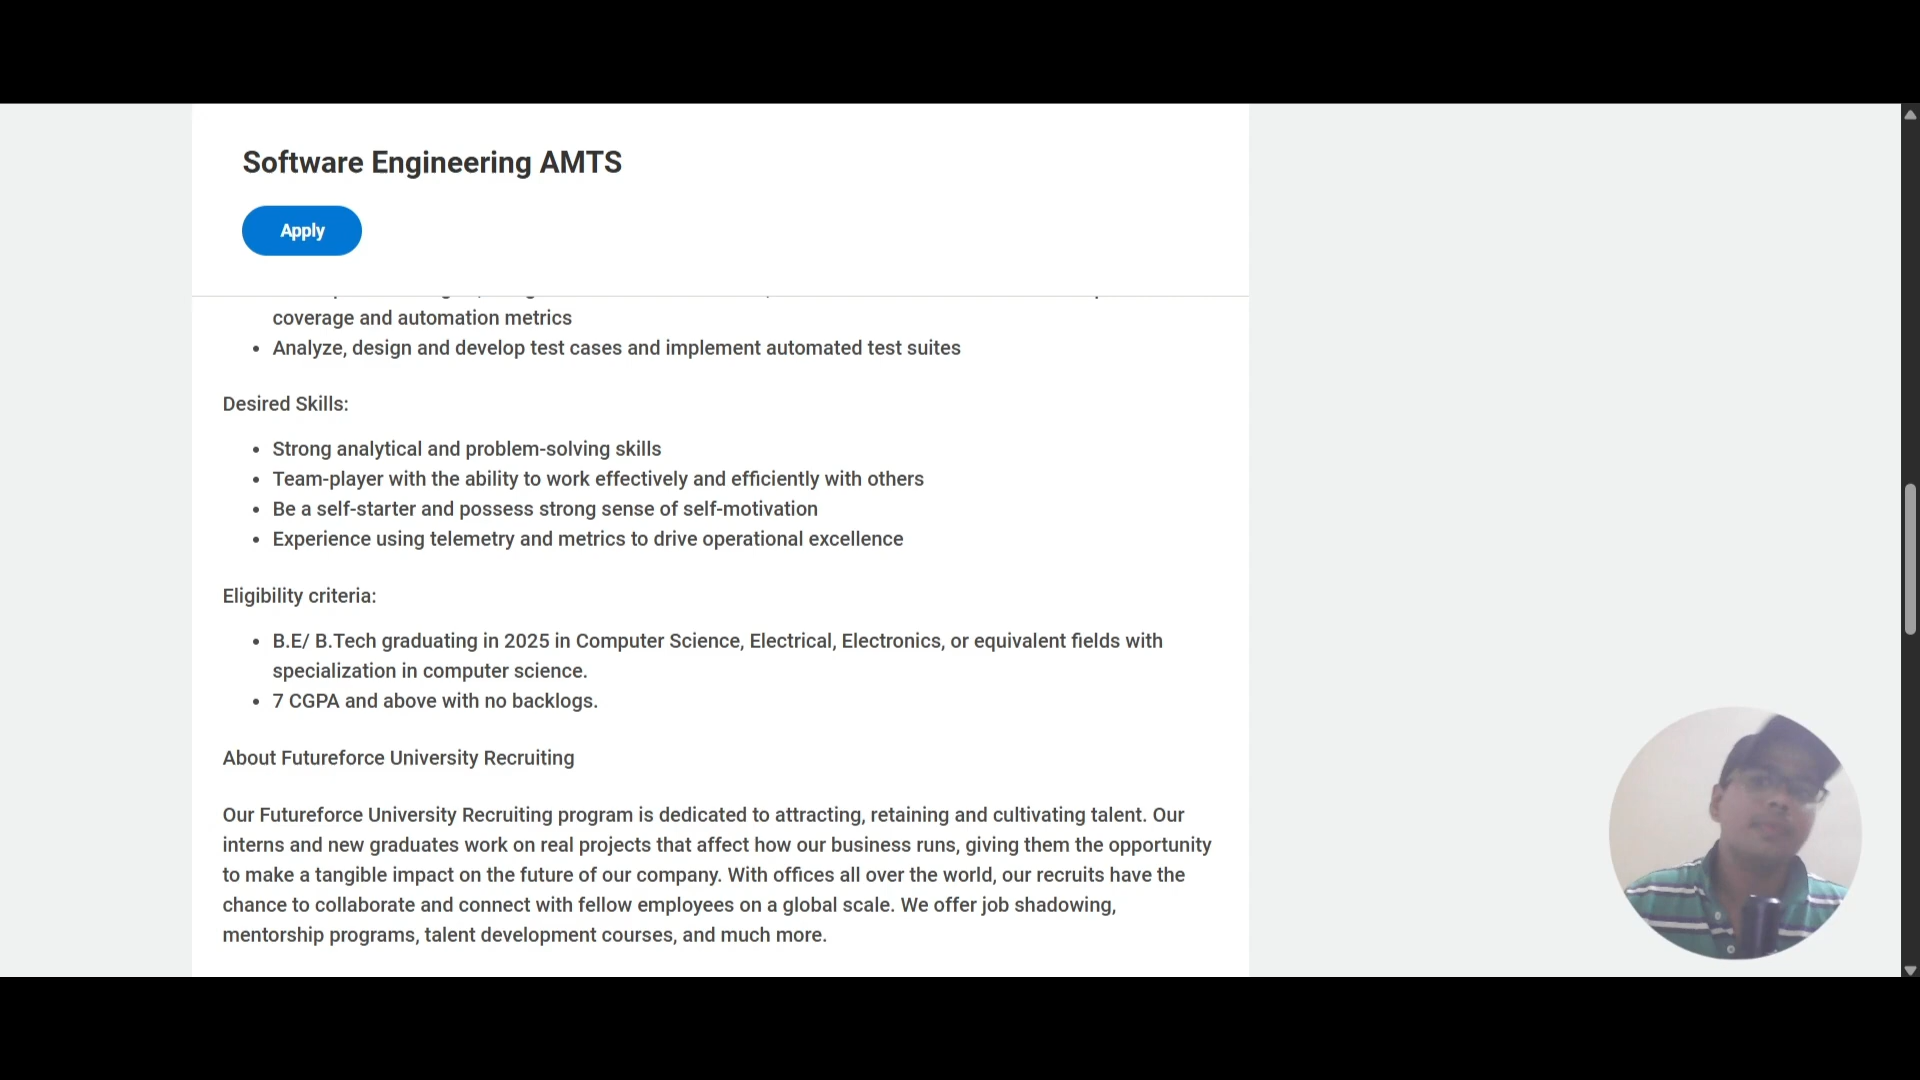 Software Engineering AMTS
Apply
coverage and automation metrics
• Analyze, design and develop test cases and implement automated test suites
Desired Skills:
• Strong analytical and problem-solving skills
• Team-player with the ability to work effectively and efficiently with others
• Be a self-starter and possess strong sense of self-motivation
• Experience using telemetry and metrics to drive operational excellence
Eligibility criteria:
• B.E/ B.Tech graduating in 2025 in Computer Science, Electrical, Electronics, or equivalent fields with
specialization in computer science.
• 7 CGPA and above with no backlogs.
About Futureforce University Recruiting
Our Futureforce University Recruiting program is dedicated to attracting, retaining and cultivating talent. Our
interns and new graduates work on real projects that affect how our business runs, giving them the opportunity
to make a tangible impact on the future of our company. With offices all over the world, our recruits have the
chance to collaborate and connect with fellow employees on a global scale. We offer job shadowing,
mentorship programs, talent development courses, and much more.